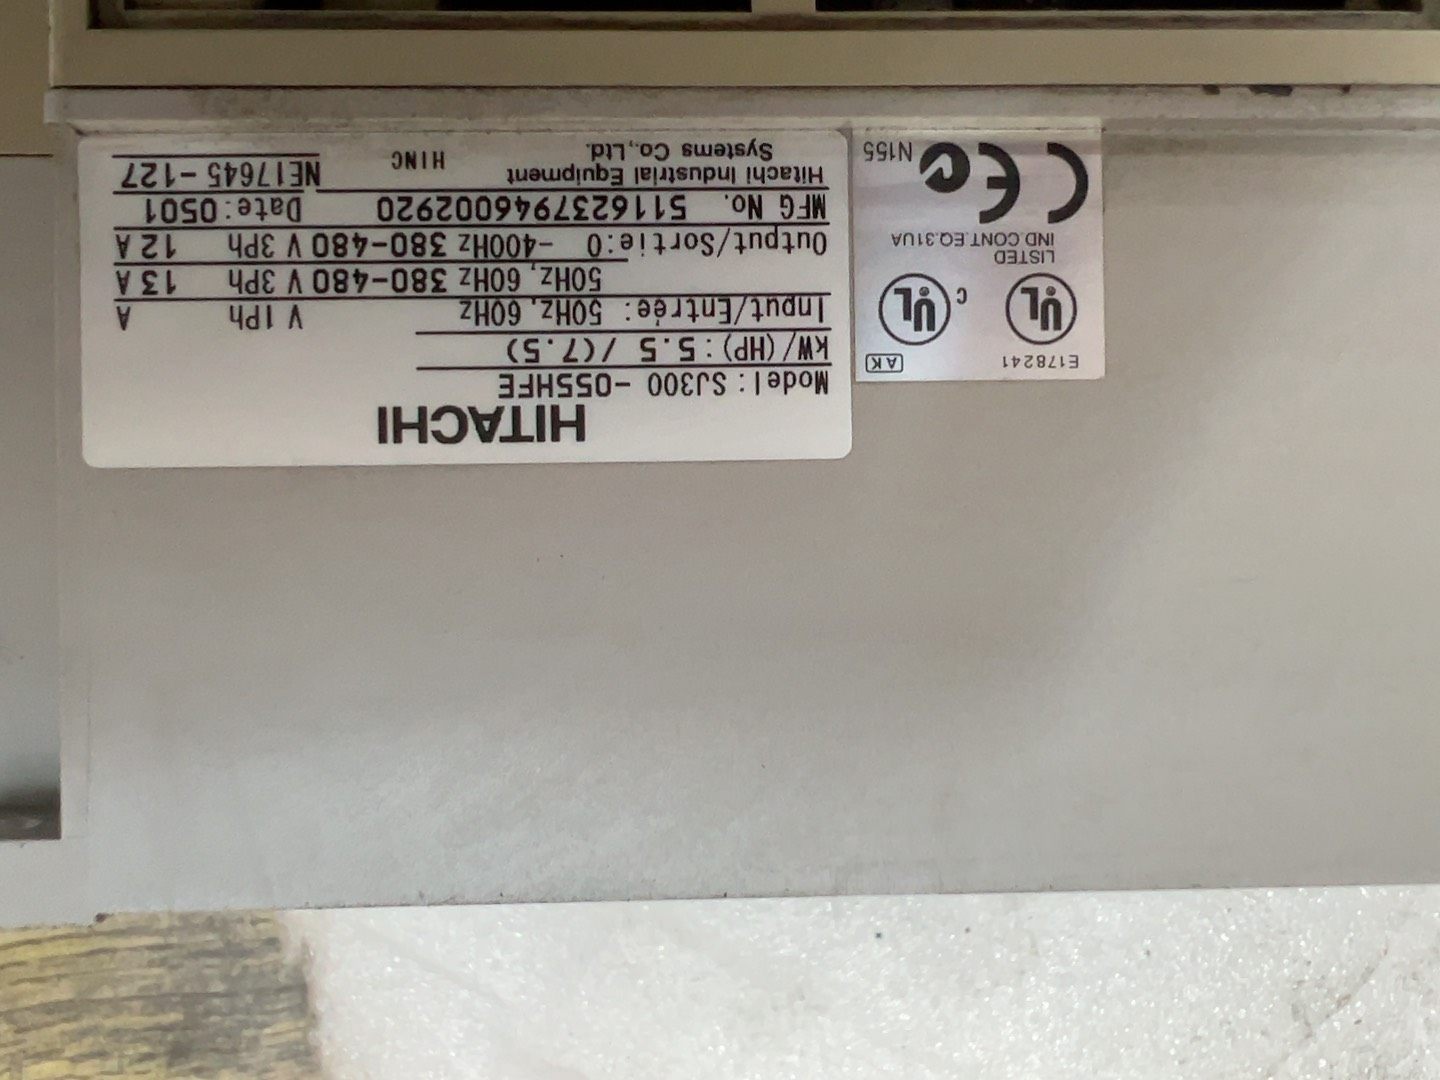 HITACHI
Model: SJ300 -055HFE
kW/(HP): 5.5 /(7.5)
Input/Entrée: 50Hz, 60Hz V 1Ph A
50Hz, 60Hz 380-480 V 3Ph 13 A
Output/Sortie: 0 -400Hz 380-480 V 3Ph 12 A
MFG No. 5116237946002920 Date: 0501
Hitachi Industrial Equipment
Systems Co., Ltd. HINC NE17645-127
E178241 AK
UL c UL
LISTED
IND.CONT.EQ.31UA
CE
N155